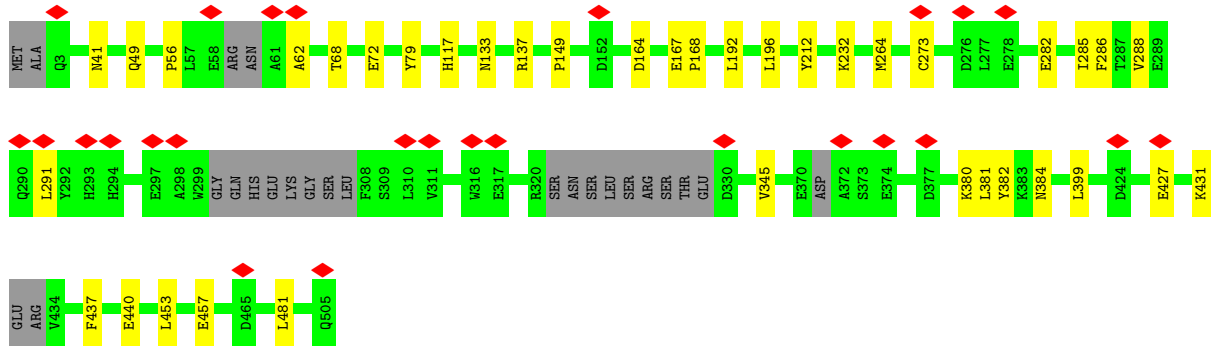 MET ALA Q3 N41 Q49 P56 L57 E58 ARG ASN A61 A62 T68 E72 Y79 H117 N133 R137 P149 D152 D164 E167 P168 L192 L196 Y212 K232 M264 C273 D276 L277 E278 E282 I285 F286 T287 V288 E289
Q290 L291 Y292 H293 H294 E297 A298 W299 GLY GLN HIS GLU LYS GLY SER LEU F308 S309 L310 V311 W316 E317 R320 SER ASN SER LEU SER ARG SER THR GLU D330 V345 E370 ASP A372 S373 E374 D377 K380 L381 Y382 K383 N384 L399 D424 E427 K431
GLU ARG V434 F437 E440 L453 E457 D465 L481 Q505